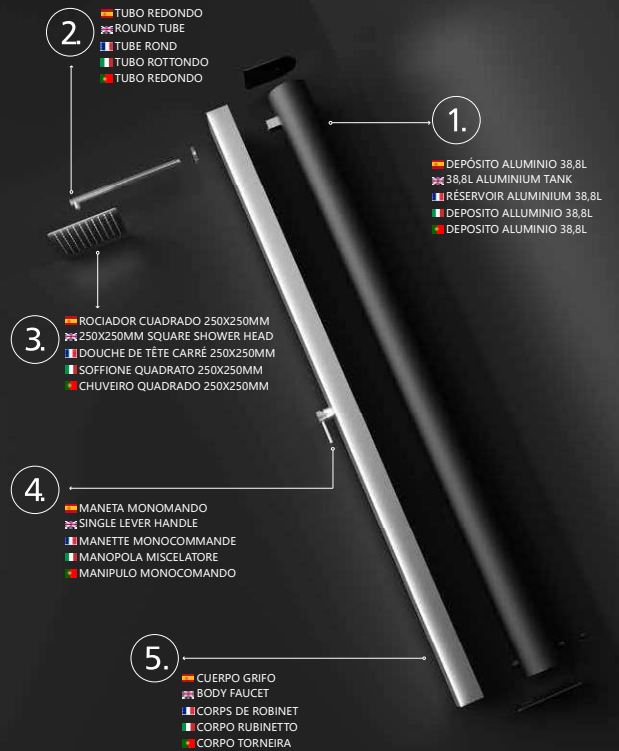 2.
TUBO REDONDO
ROUND TUBE
TUBE ROND
TUBO ROTTONDO
TUBO REDONDO
1.
DEPÓSITO ALUMINIO 38,8L
38,8L ALUMINIUM TANK
RÉSERVOIR ALUMINIUM 38,8L
DEPOSITO ALLUMINIO 38,8L
DEPOSITO ALUMINIO 38,8L
3.
ROCIADOR CUADRADO 250X250MM
250X250MM SQUARE SHOWER HEAD
DOUCHE DE TÊTE CARRÉ 250X250MM
SOFFIONE QUADRATO 250X250MM
CHUVEIRO QUADRADO 250X250MM
4.
MANETA MONOMANDO
SINGLE LEVER HANDLE
MANETTE MONOCOMMANDE
MANOPOLA MISCELATORE
MANIPULO MONOCOMANDO
5.
CUERPO GRIFO
BODY FAUCET
CORPS DE ROBINET
CORPO RUBINETTO
CORPO TORNEIRA